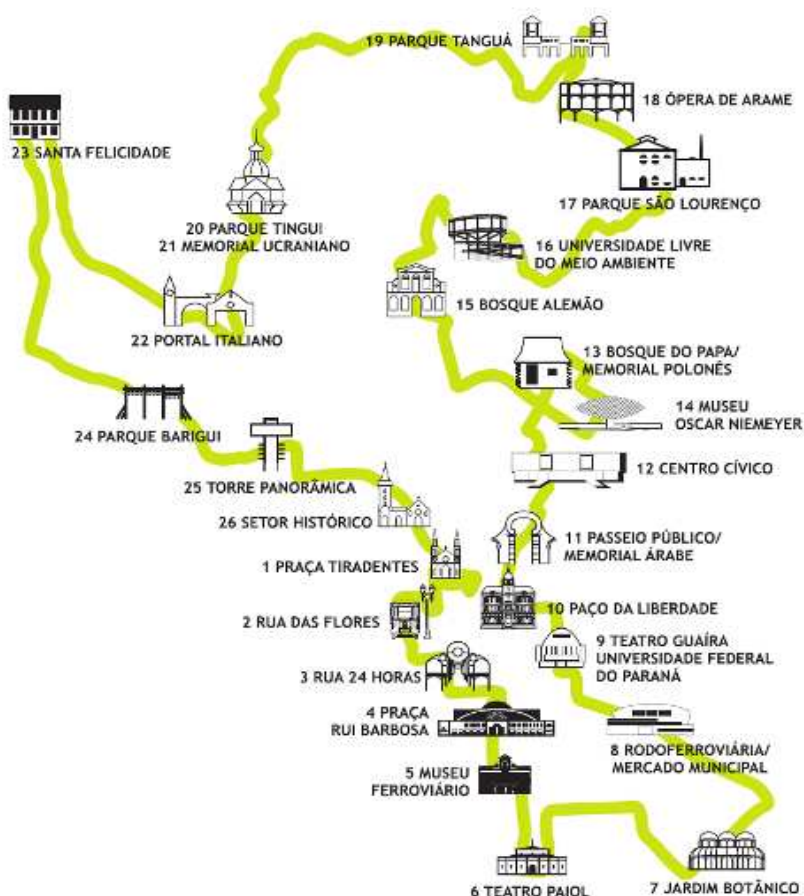 19 PARQUE TANGUÁ
18 ÓPERA DE ARAME
23 SANTA FELICIDADE
17 PARQUE SÃO LOURENÇO
20 PARQUE TINGUI
21 MEMORIAL UCRANIANO
16 UNIVERSIDADE LIVRE
DO MEIO AMBIENTE
15 BOSQUE ALEMÃO
22 PORTAL ITALIANO
13 BOSQUE DO PAPA/
MEMORIAL POLONÊS
14 MUSEU
OSCAR NIEMEYER
24 PARQUE BARIGUI
12 CENTRO CÍVICO
25 TORRE PANORÂMICA
26 SETOR HISTÓRICO
11 PASSEIO PÚBLICO/
MEMORIAL ÁRABE
1 PRAÇA TIRADENTES
10 PAÇO DA LIBERDADE
2 RUA DAS FLORES
9 TEATRO GUAÍRA
UNIVERSIDADE FEDERAL
DO PARANÁ
3 RUA 24 HORAS
4 PRAÇA
RUI BARBOSA
8 RODOFERROVIÁRIA/
MERCADO MUNICIPAL
5 MUSEU
FERROVIÁRIO
6 TEATRO PAIOL
7 JARDIM BOTÂNICO